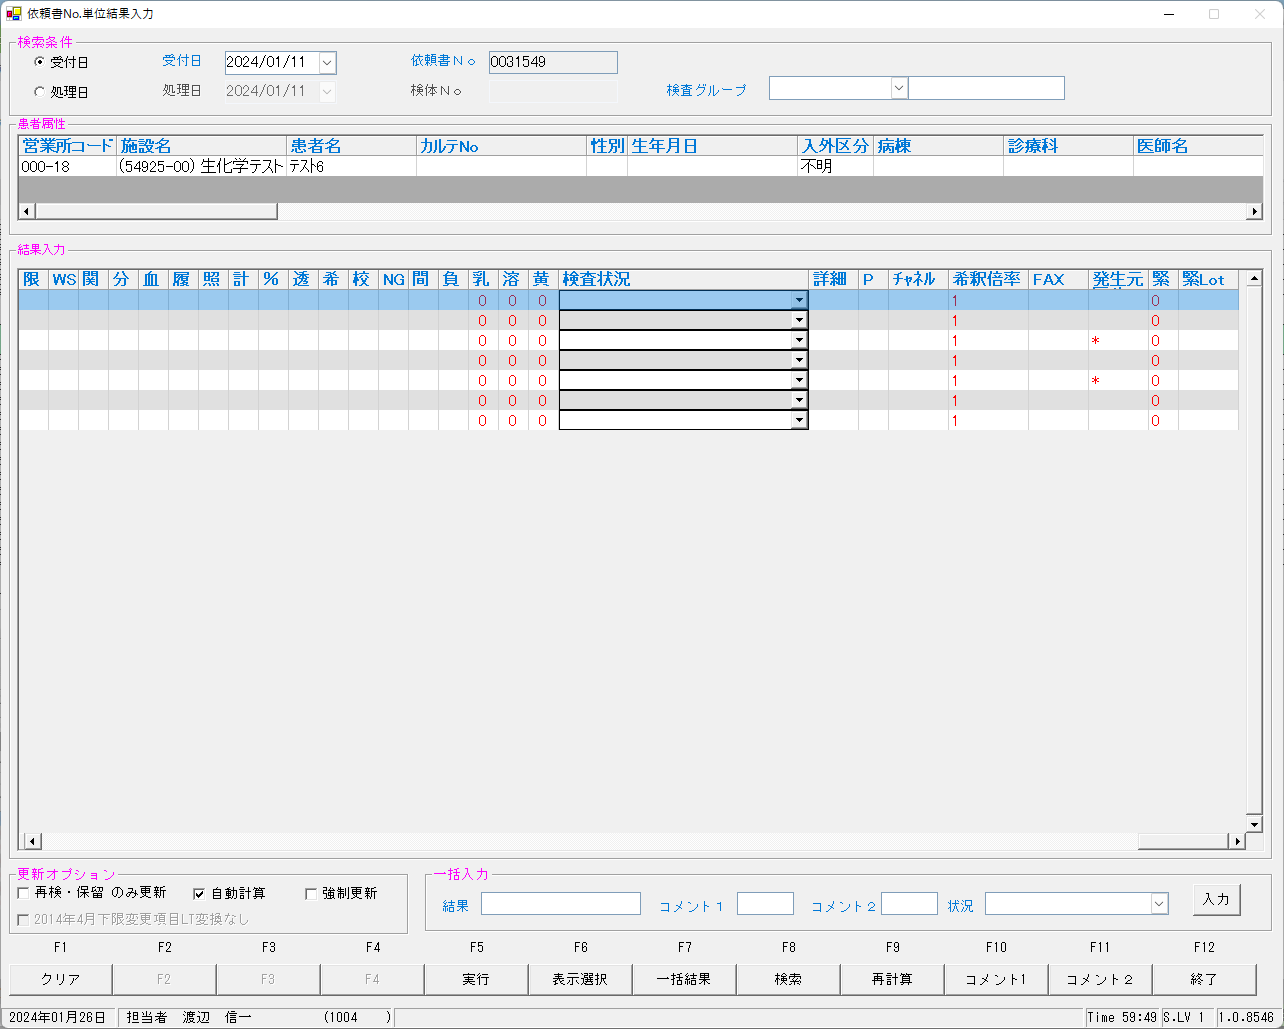 依頼書No.単位結果入力
検索条件
受付日 受付日 2024/01/11 依頼書Ｎｏ 0031549
処理日 処理日 2024/01/11 検体Ｎｏ 検査グループ
患者属性
営業所コード 施設名 患者名 カルテNo 性別 生年月日 入外区分 病棟 診療科 医師名
000-18 (54925-00) 生化学テスト ﾃｽﾄ6 不明
結果入力
限 WS 関 分 血 履 照 計 % 透 希 校 NG 問 負 乳 溶 黄 検査状況 詳細 P ﾁｬﾈﾙ 希釈倍率 FAX 発生元 緊 緊Lot
0 0 0 1 0
0 0 0 1 0
0 0 0 1 * 0
0 0 0 1 0
0 0 0 1 * 0
0 0 0 1 0
0 0 0 1 0
更新オプション
再検・保留 のみ更新 自動計算 強制更新
2014年4月下限変更項目LT変換なし
一括入力
結果 コメント１ コメント２ 状況 入力
F1 F2 F3 F4 F5 F6 F7 F8 F9 F10 F11 F12
クリア F2 F3 F4 実行 表示選択 一括結果 検索 再計算 コメント1 コメント２ 終了
2024年01月26日 担当者 渡辺 信一 (1004 ) Time 59:49 S.LV 1 1.0.8546